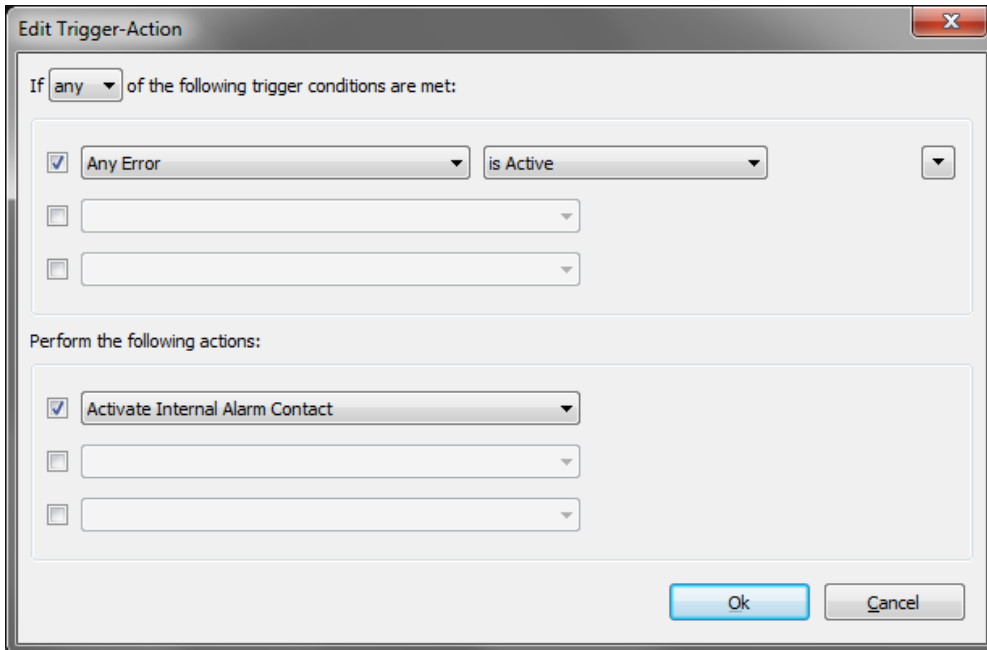 Edit Trigger-Action
If any of the following trigger conditions are met:
Any Error is Active
Perform the following actions:
Activate Internal Alarm Contact
Ok Cancel